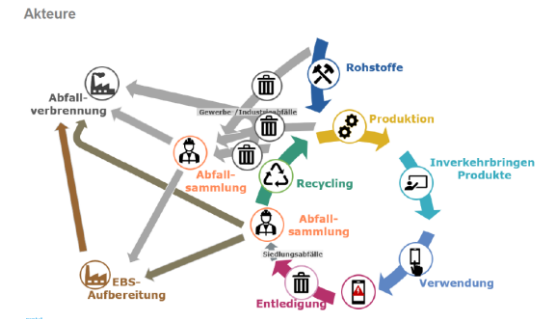 Akteure
Rohstoffe
Abfall-
verbrennung
Gewerbe- /Industrieabfälle
Produktion
Inverkehrbringen
Produkte
Abfall-
sammlung
Recycling
Abfall-
sammlung
Siedlungsabfälle
EBS-
Aufbereitung
Verwendung
Entledigung